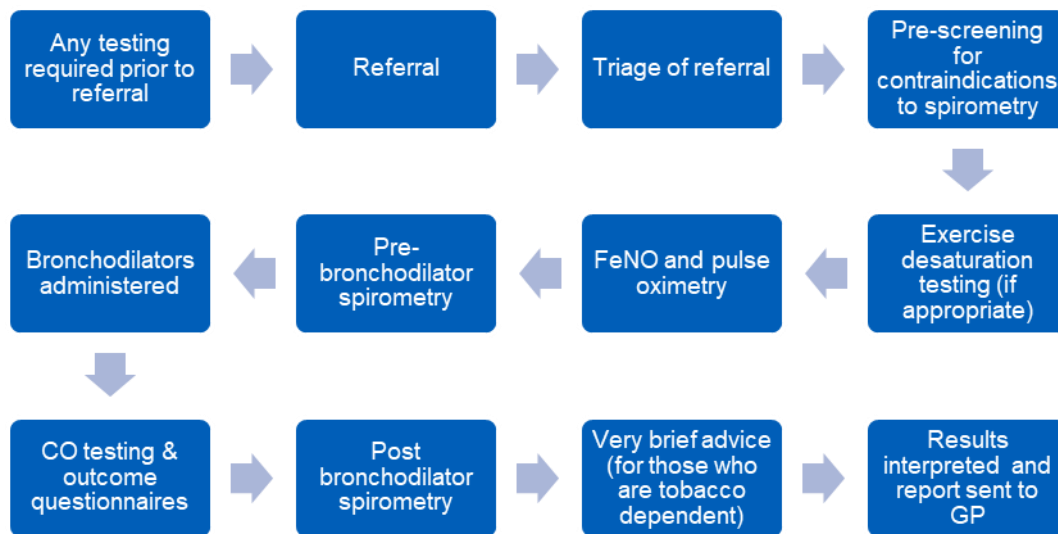 Any testing
required prior to
referral
Referral
Triage of referral
Pre-screening
for
contraindications
to spirometry
Exercise
desaturation
testing (if
appropriate)
FeNO and pulse
oximetry
Pre-
bronchodilator
spirometry
Bronchodilators
administered
CO testing &
outcome
questionnaires
Post
bronchodilator
spirometry
Very brief advice
(for those who
are tobacco
dependent)
Results
interpreted and
report sent to
GP